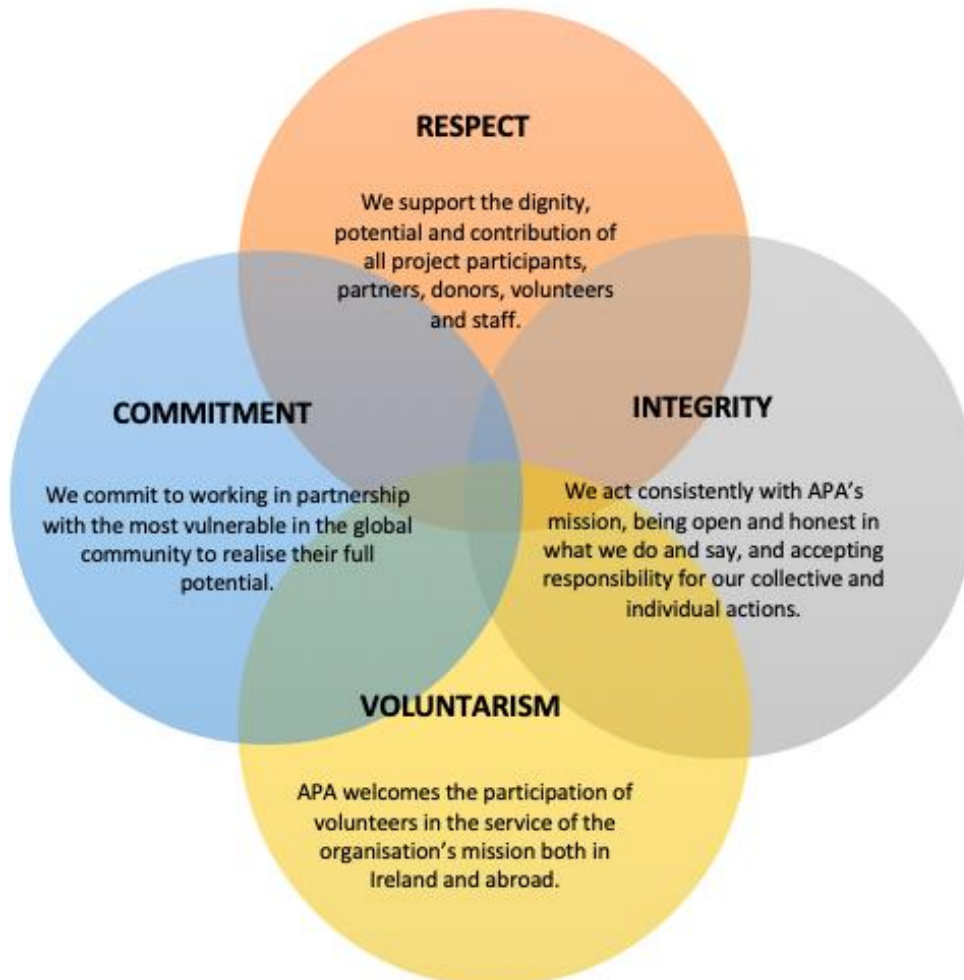 RESPECT
We support the dignity,
potential and contribution of
all project participants,
partners, donors, volunteers
and staff.
COMMITMENT
We commit to working in partnership
with the most vulnerable in the global
community to realise their full
potential.
INTEGRITY
We act consistently with APA’s
mission, being open and honest in
what we do and say, and accepting
responsibility for our collective and
individual actions.
VOLUNTARISM
APA welcomes the participation of
volunteers in the service of the
organisation’s mission both in
Ireland and abroad.